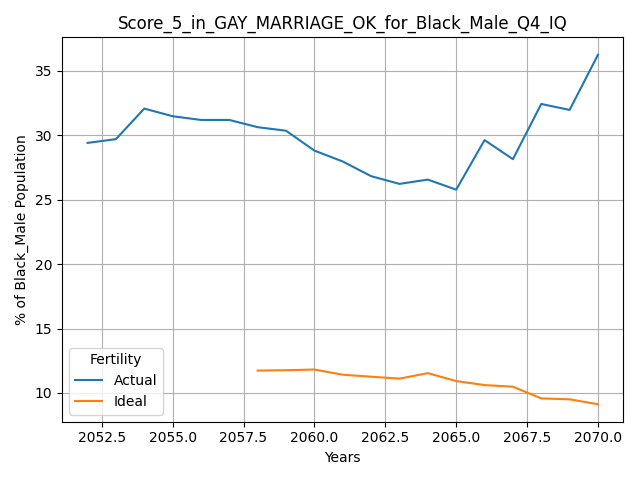 Score_5_in_GAY_MARRIAGE_OK_for_Black_Male_Q4_IQ
% of Black_Male Population
35
30
25
20
15
10
Fertility
Actual
Ideal
2052.5 2055.0 2057.5 2060.0 2062.5 2065.0 2067.5 2070.0
Years